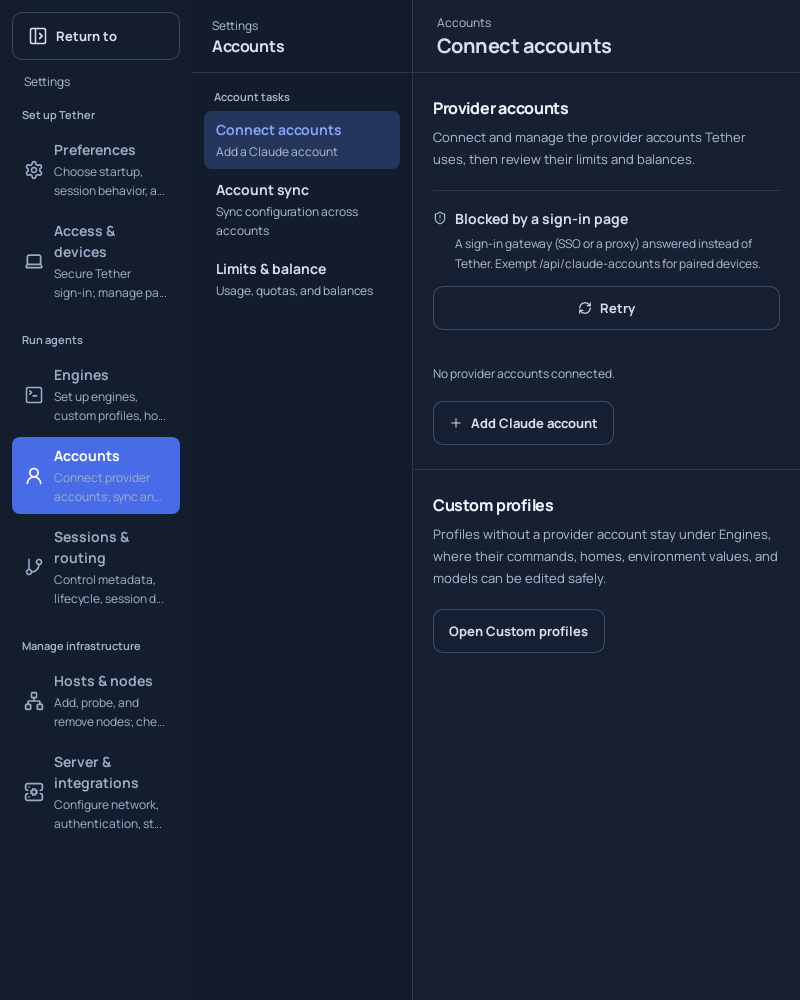 Return to
Settings
Set up Tether
Preferences
Choose startup,
session behavior, a...
Access &
devices
Secure Tether
sign-in; manage pa...
Run agents
Engines
Set up engines,
custom profiles, ho...
Accounts
Connect provider
accounts; sync an...
Sessions &
routing
Control metadata,
lifecycle, session d...
Manage infrastructure
Hosts & nodes
Add, probe, and
remove nodes; che...
Server &
integrations
Configure network,
authentication, st...
Settings
Accounts
Account tasks
Connect accounts
Add a Claude account
Account sync
Sync configuration across
accounts
Limits & balance
Usage, quotas, and balances
Accounts
Connect accounts
Provider accounts
Connect and manage the provider accounts Tether
uses, then review their limits and balances.
Blocked by a sign-in page
A sign-in gateway (SSO or a proxy) answered instead of
Tether. Exempt /api/claude-accounts for paired devices.
Retry
No provider accounts connected.
Add Claude account
Custom profiles
Profiles without a provider account stay under Engines,
where their commands, homes, environment values, and
models can be edited safely.
Open Custom profiles